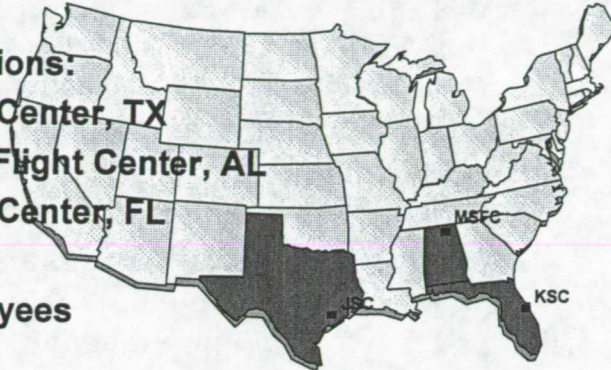 ions:
Center, TX
Flight Center, AL
Center, FL
MSFC
KSC
JSC
yees